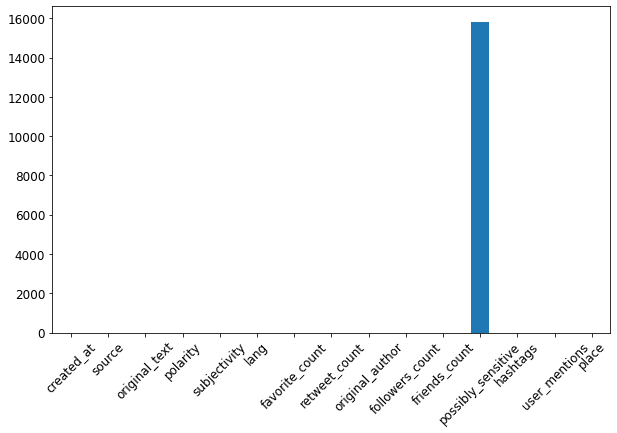 16000
14000
12000
10000
8000
6000
4000
2000
0
created_at
source
original_text
polarity
subjectivity
lang
favorite_count
retweet_count
original_author
followers_count
friends_count
possibly_sensitive
hashtags
user_mentions
place